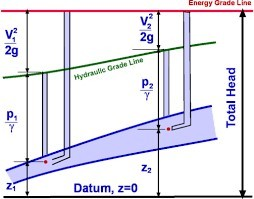 Energy Grade Line
V₁²
2g
V₂²
2g
Hydraulic Grade Line
p₁
γ
p₂
γ
Total Head
z₁
z₂
Datum, z=0